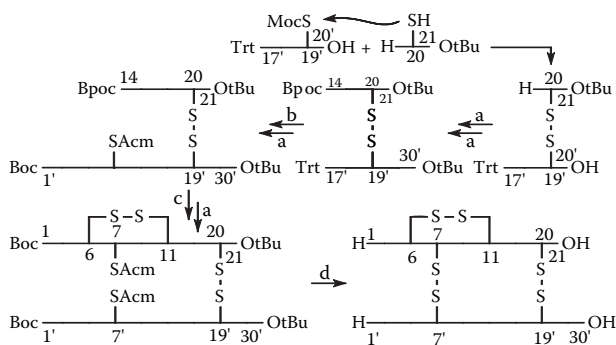 MocS SH
20' 21
Trt OH + H OtBu
17' 19' 20
14 20 14 20 20
Bpoc OtBu Bpoc OtBu H OtBu
21 21 21
S b S a S
S a S a S
SAcm 30' 20'
Boc OtBu Trt OtBu Trt OH
1' 19' 30' 17' 19' 17' 19'
c a
S S S S
1 7 20 1 7 20
Boc OtBu H OH
6 11 21 6 11 21
SAcm S S S
SAcm S d S S
Boc OtBu H OH
1' 7' 19' 30' 1' 7' 19' 30'